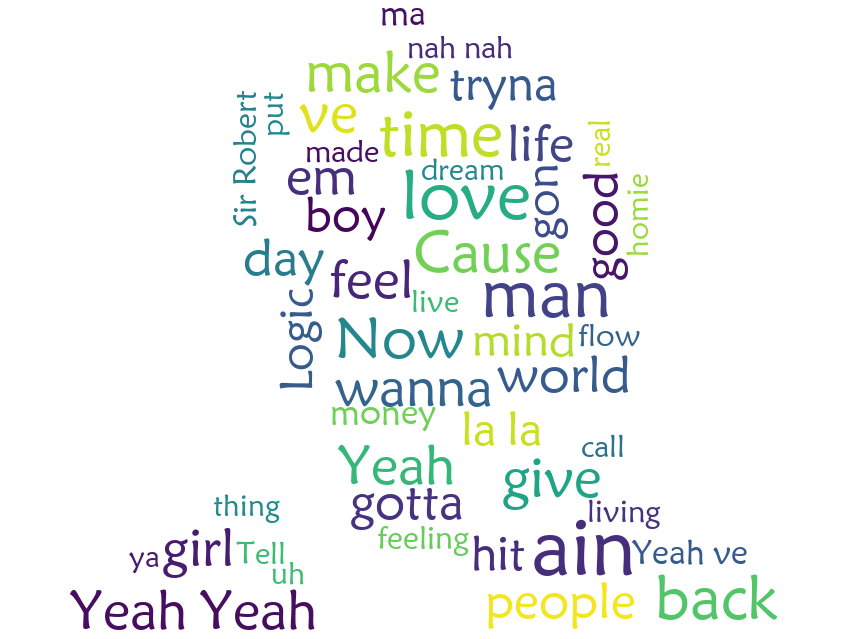 ma
nah nah
make
tryna
Sir Robert
put
ve
time
life
real
made
em
dream
love
gon
good
homie
boy
day
feel
Cause
live
man
Logic
Now
mind
flow
wanna
world
money
la la
Yeah
give
call
thing
gotta
living
ya
girl
Tell
uh
feeling
hit
ain
Yeah ve
Yeah Yeah
people
back